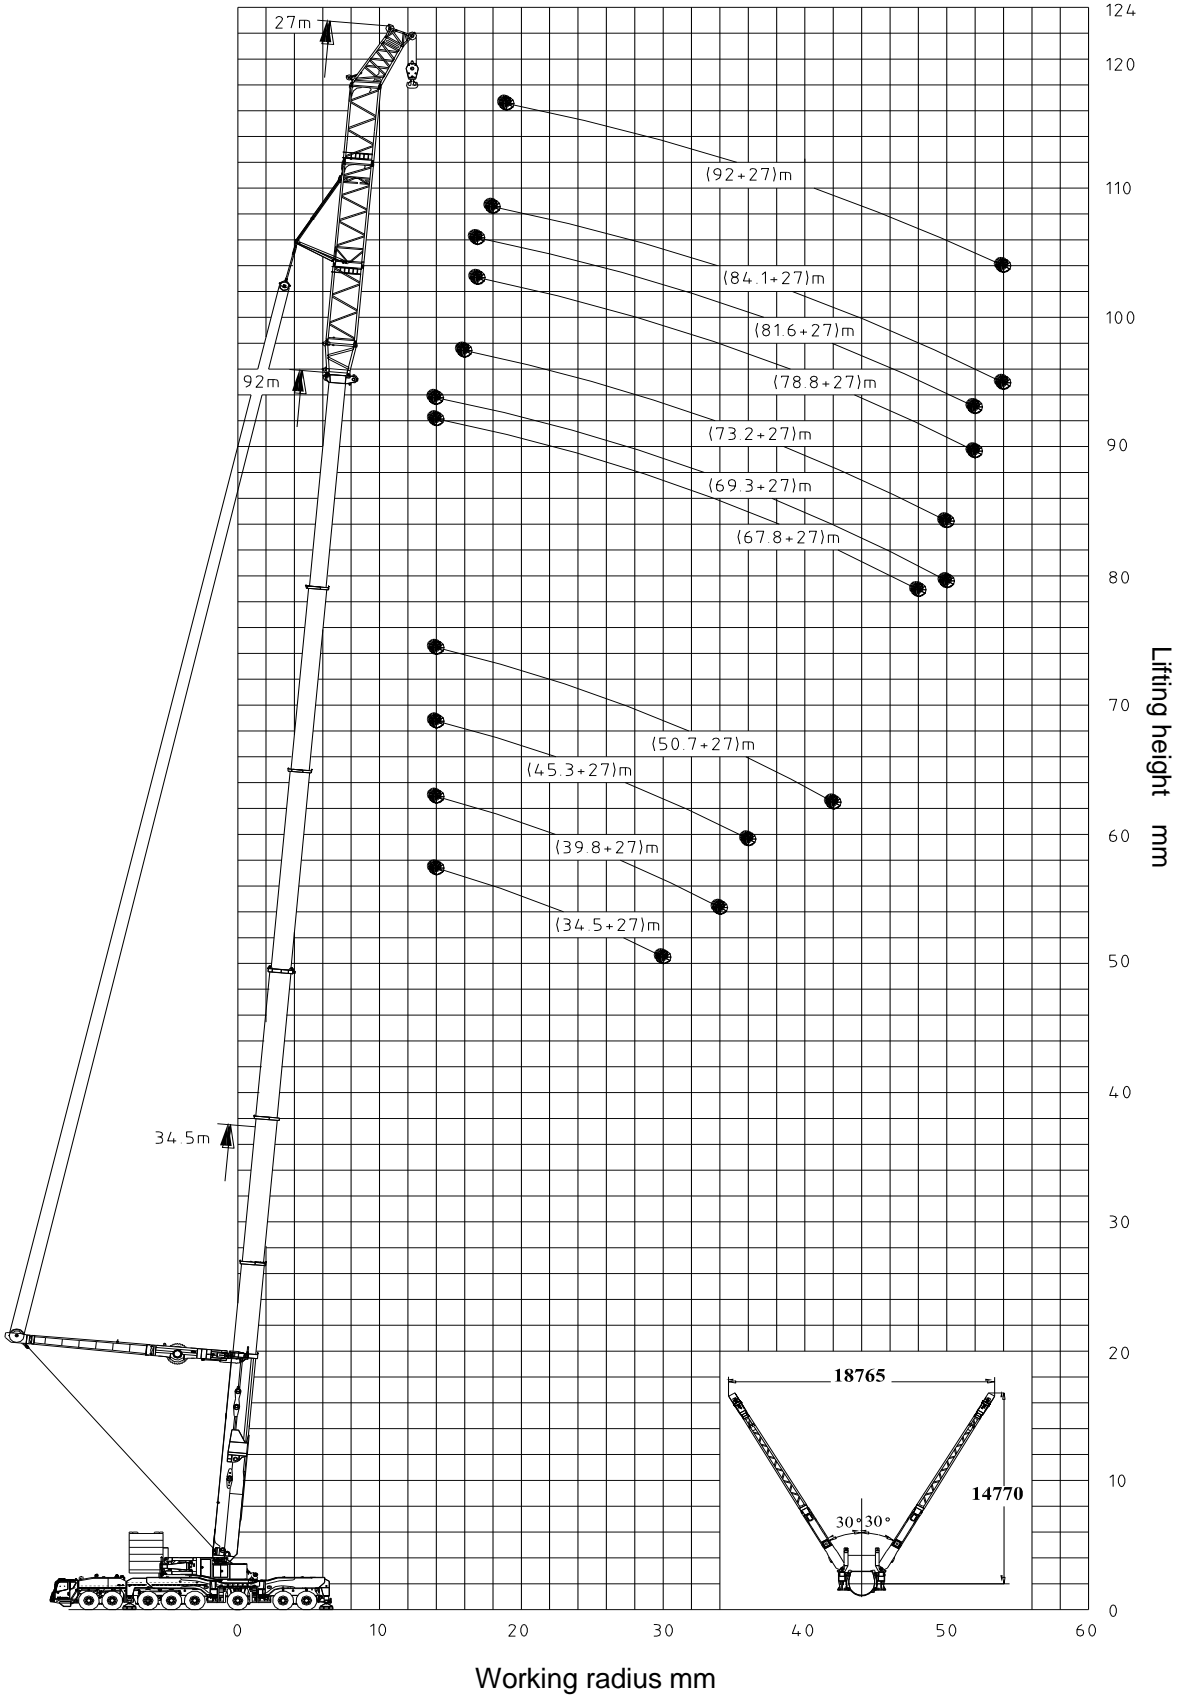 124
27m
120
(92+27)m
110
(84.1+27)m
100
(81.6+27)m
92m
(78.8+27)m
(73.2+27)m
90
(69.3+27)m
(67.8+27)m
80
70
(50.7+27)m
(45.3+27)m
60
(39.8+27)m
(34.5+27)m
50
40
34.5m
30
20
18765
10
14770
30° 30°
0
0 10 20 30 40 50 60
Lifting height mm
Working radius mm